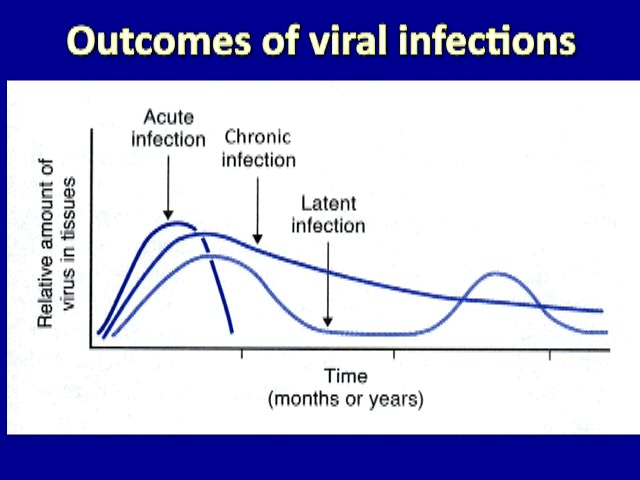 Outcomes of viral infections
Acute
infection
Chronic
infection
Latent
infection
Relative amount of
virus in tissues
Time
(months or years)